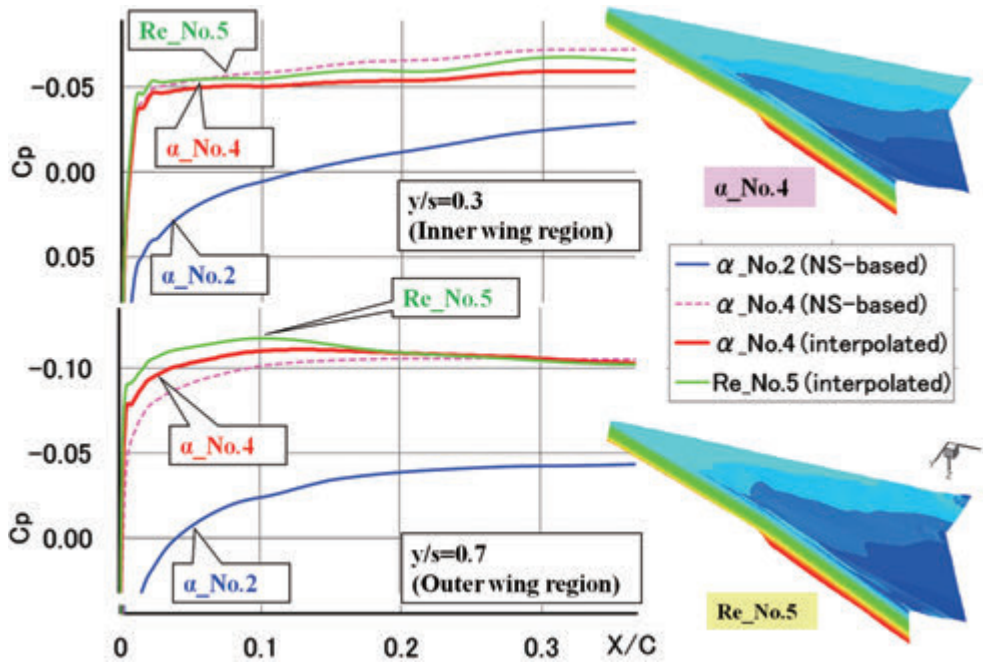 Re_No.5
-0.05
α_No.4
Cp
0.00
y/s=0.3
(Inner wing region)
0.05
α_No.2
Re_No.5
-0.10
α_No.4
-0.05
Cp
0.00
y/s=0.7
(Outer wing region)
α_No.2
0
0.1
0.2
0.3
X/C
α_No.4
α_No.2 (NS-based)
α_No.4 (NS-based)
α_No.4 (interpolated)
Re_No.5 (interpolated)
Re_No.5